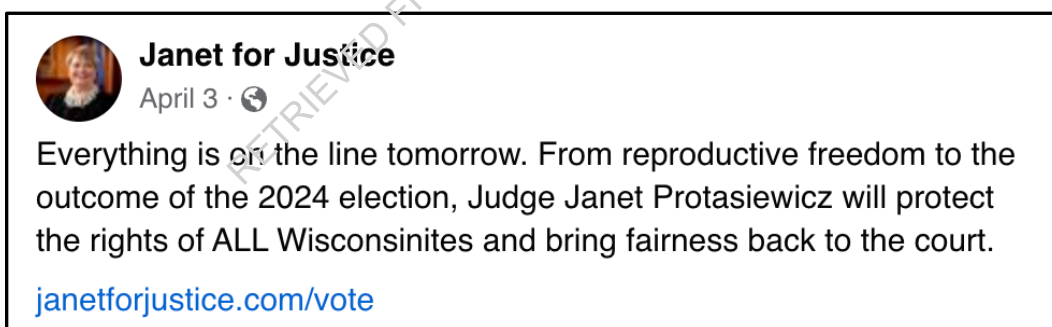 Janet for Justice
April 3 ·
Everything is on the line tomorrow. From reproductive freedom to the
outcome of the 2024 election, Judge Janet Protasiewicz will protect
the rights of ALL Wisconsinites and bring fairness back to the court.
janetforjustice.com/vote
RETRIEVED